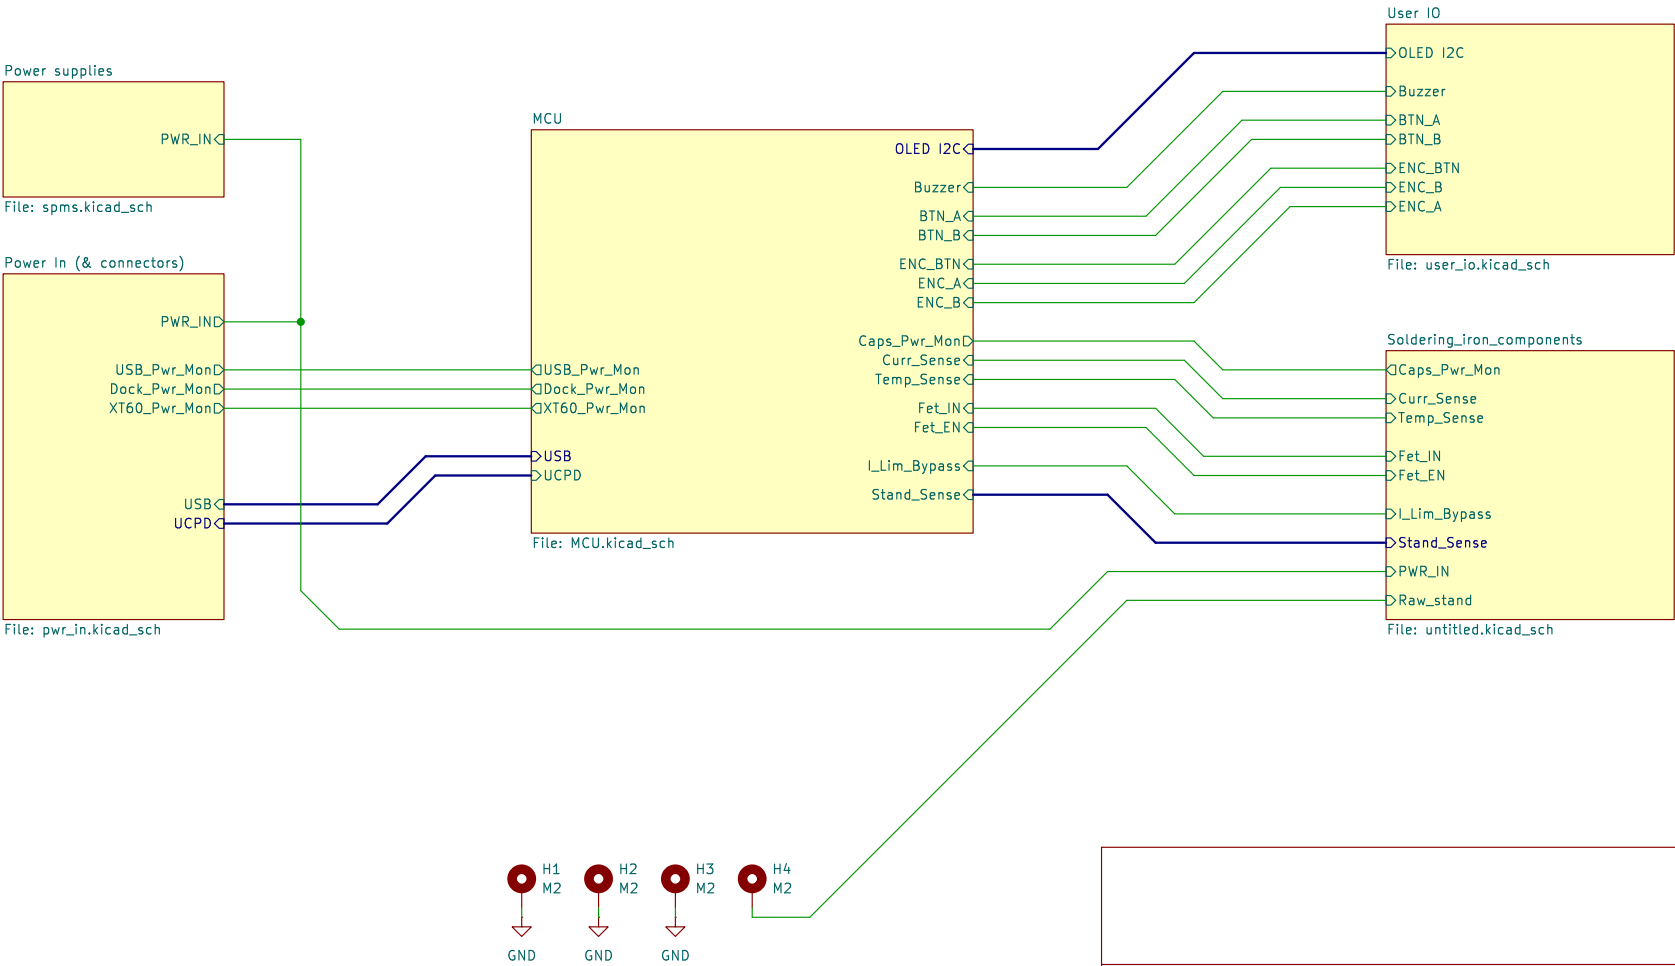 Power supplies
PWR_IN
File: spms.kicad_sch
Power In (& connectors)
PWR_IN
USB_Pwr_Mon
Dock_Pwr_Mon
XT60_Pwr_Mon
USB
UCPD
File: pwr_in.kicad_sch
MCU
OLED I2C
Buzzer
BTN_A
BTN_B
ENC_BTN
ENC_A
ENC_B
Caps_Pwr_Mon
Curr_Sense
Temp_Sense
Fet_IN
Fet_EN
I_Lim_Bypass
Stand_Sense
USB_Pwr_Mon
Dock_Pwr_Mon
XT60_Pwr_Mon
USB
UCPD
File: MCU.kicad_sch
User IO
OLED I2C
Buzzer
BTN_A
BTN_B
ENC_BTN
ENC_B
ENC_A
File: user_io.kicad_sch
Soldering_iron_components
Caps_Pwr_Mon
Curr_Sense
Temp_Sense
Fet_IN
Fet_EN
I_Lim_Bypass
Stand_Sense
PWR_IN
Raw_stand
File: untitled.kicad_sch
H1
M2
GND
H2
M2
GND
H3
M2
GND
H4
M2